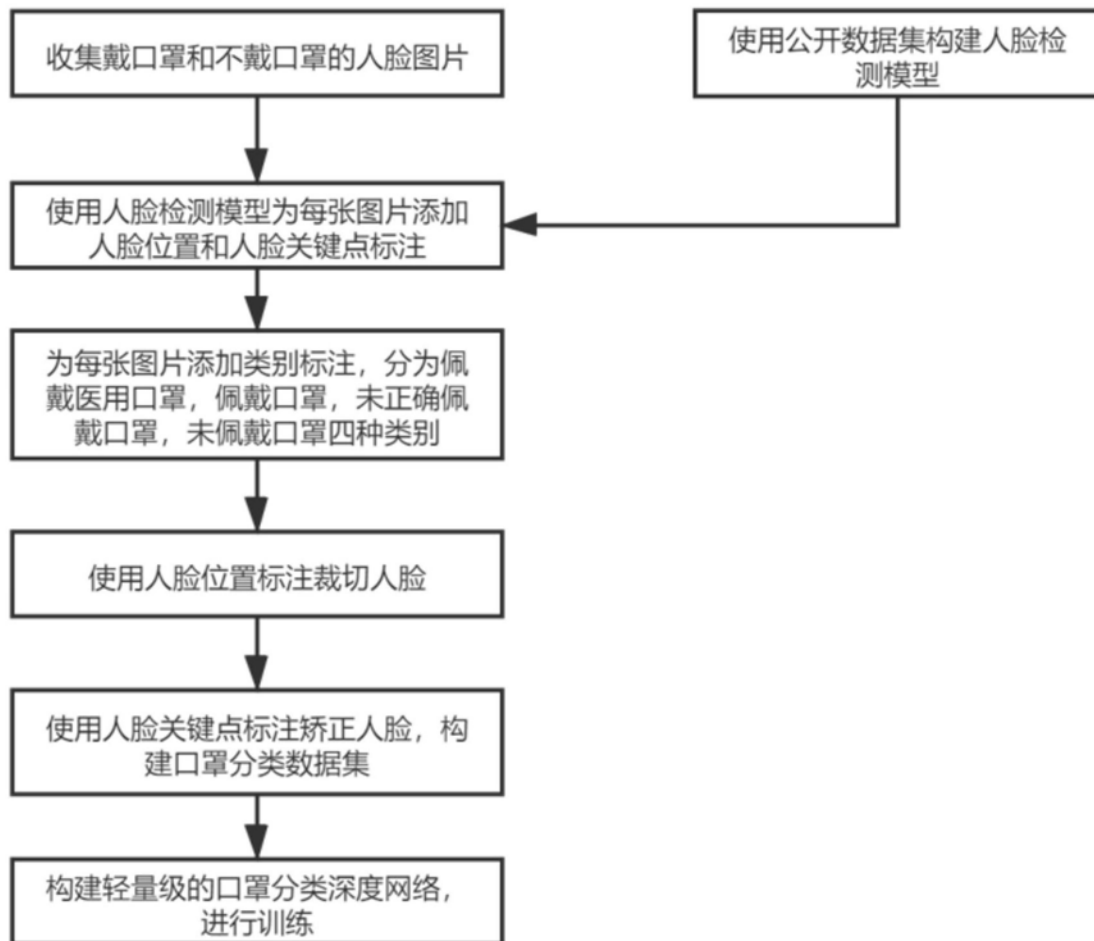 收集戴口罩和不戴口罩的人脸图片
使用公开数据集构建人脸检
测模型
使用人脸检测模型为每张图片添加
人脸位置和人脸关键点标注
为每张图片添加类别标注，分为佩
戴医用口罩，佩戴口罩，未正确佩
戴口罩，未佩戴口罩四种类别
使用人脸位置标注裁切人脸
使用人脸关键点标注矫正人脸，构
建口罩分类数据集
构建轻量级的口罩分类深度网络，
进行训练